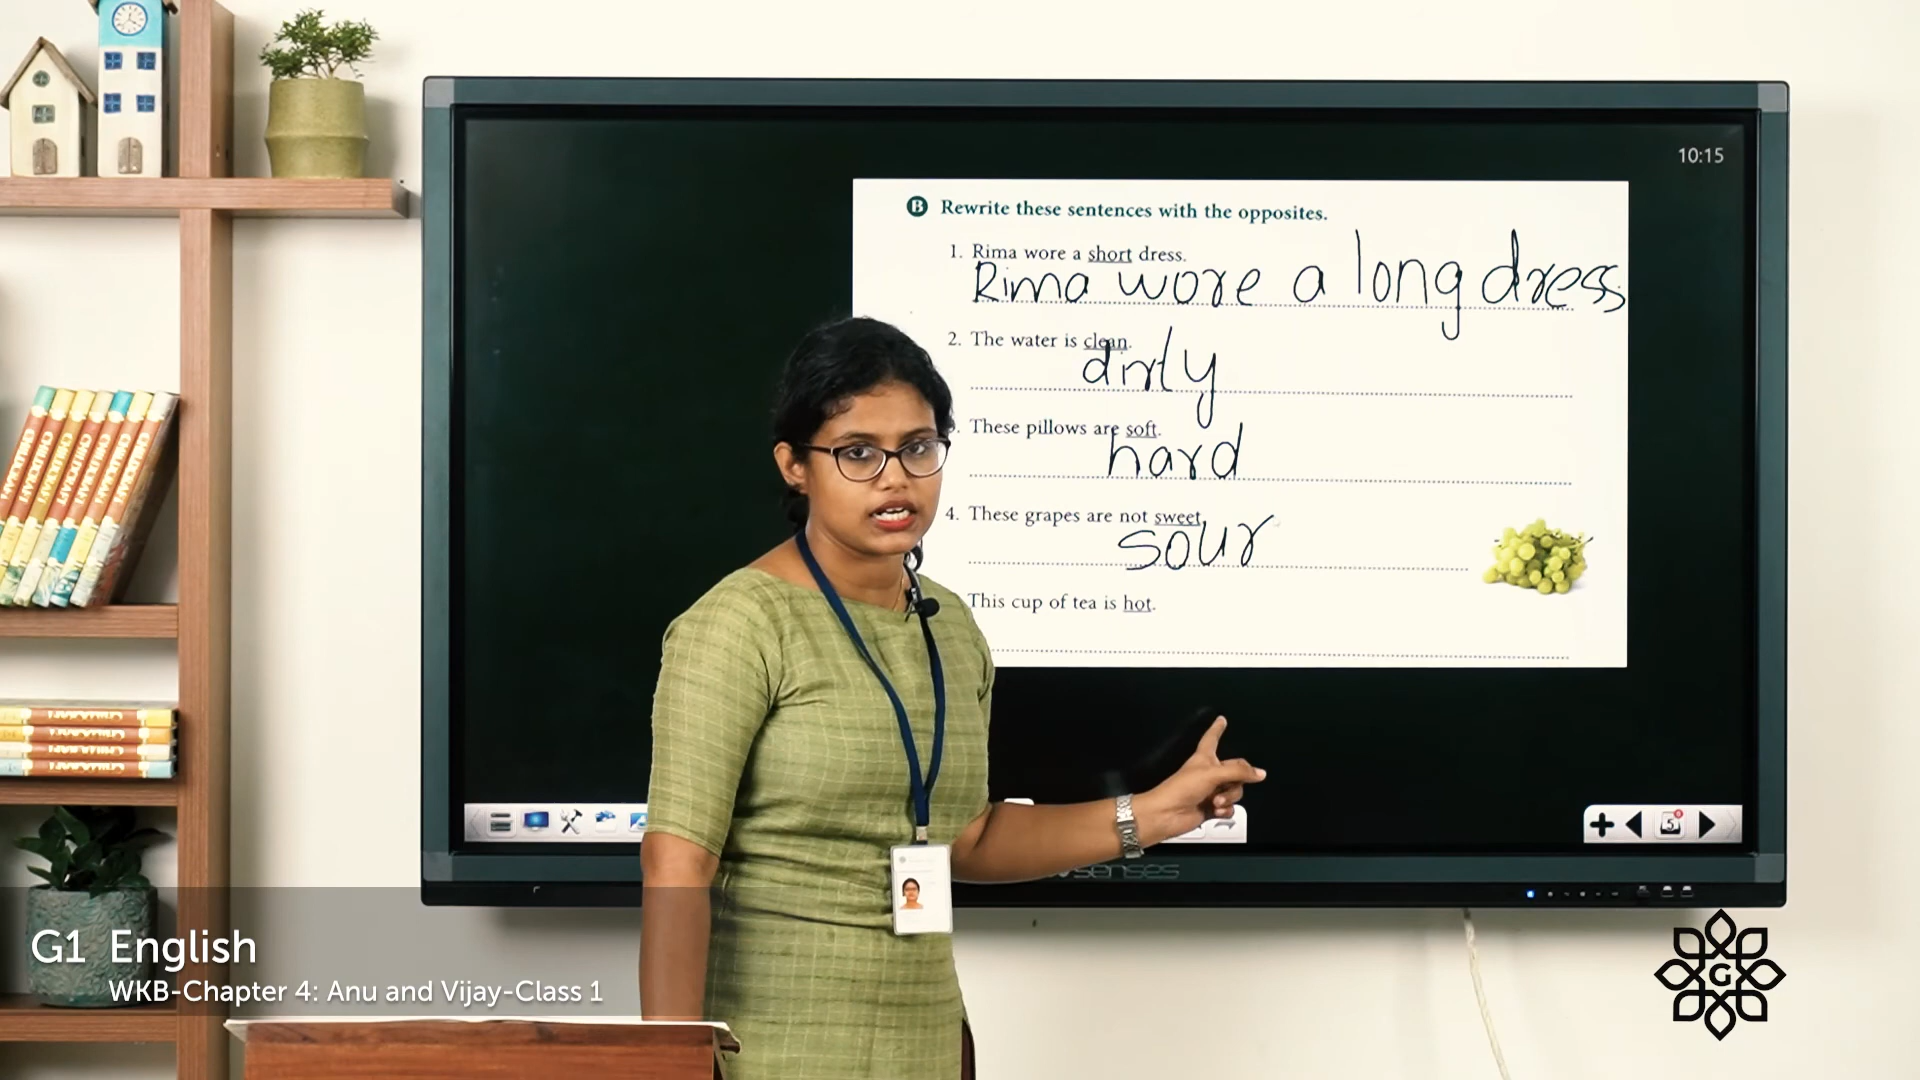 10:15
B Rewrite these sentences with the opposites.
1. Rima wore a short dress.
Rima wore a long dress
2. The water is clean.
dirty
These pillows are soft.
hard
4. These grapes are not sweet.
sour
This cup of tea is hot.
5
senses
G1 English
WKB-Chapter 4: Anu and Vijay-Class 1
G